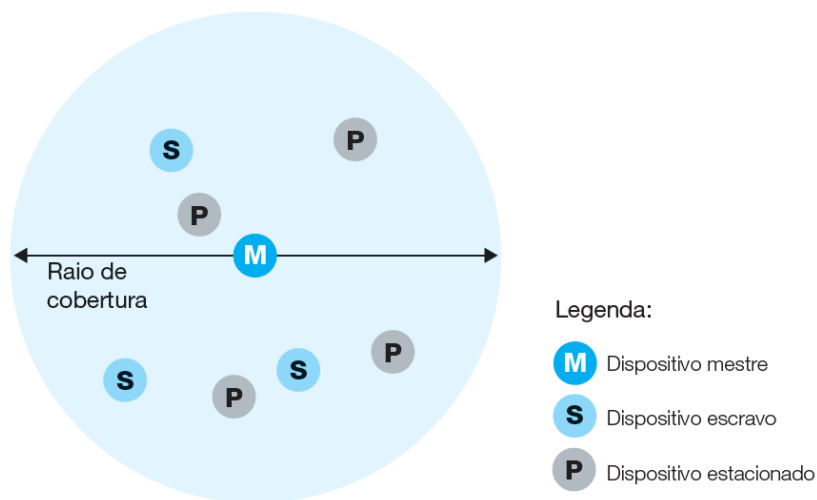 S
P
P
M
Raio de
cobertura
S
P
S
P
Legenda:
M Dispositivo mestre
S Dispositivo escravo
P Dispositivo estacionado